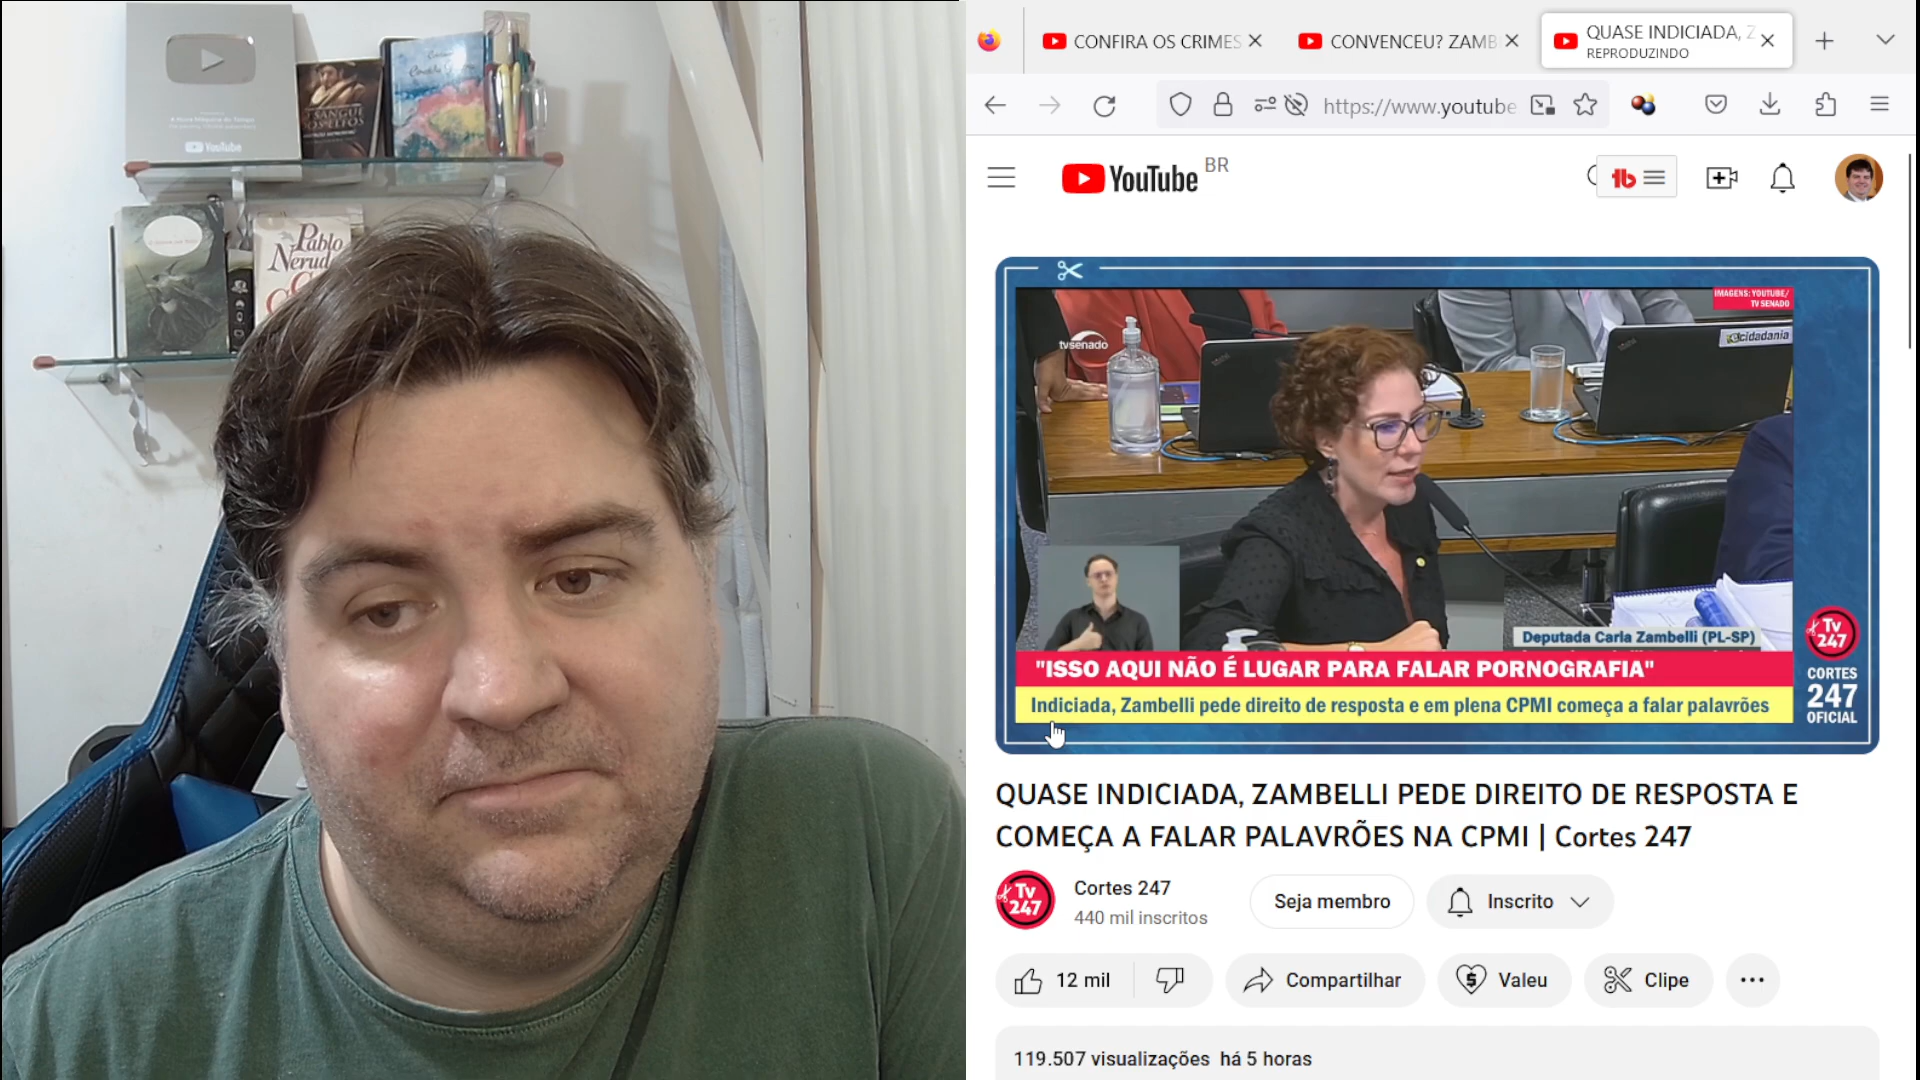 YouTube
O SANGUE
DOS ELFOS
Pablo
CONFIRA OS CRIMES
CONVENCEU? ZAMB
QUASE INDICIADA, Z
REPRODUZINDO
https://www.youtube
YouTube BR
IMAGENS: YOUTUBE/
TV SENADO
tvsenado
cidadania
Deputada Carla Zambelli (PL-SP)
"ISSO AQUI NÃO É LUGAR PARA FALAR PORNOGRAFIA"
Indiciada, Zambelli pede direito de resposta e em plena CPMI começa a falar palavrões
Tv
247
CORTES
247
OFICIAL
QUASE INDICIADA, ZAMBELLI PEDE DIREITO DE RESPOSTA E
COMEÇA A FALAR PALAVRÕES NA CPMI | Cortes 247
Tv
247
Cortes 247
440 mil inscritos
Seja membro
Inscrito
12 mil
Compartilhar
Valeu
Clipe
119.507 visualizações há 5 horas